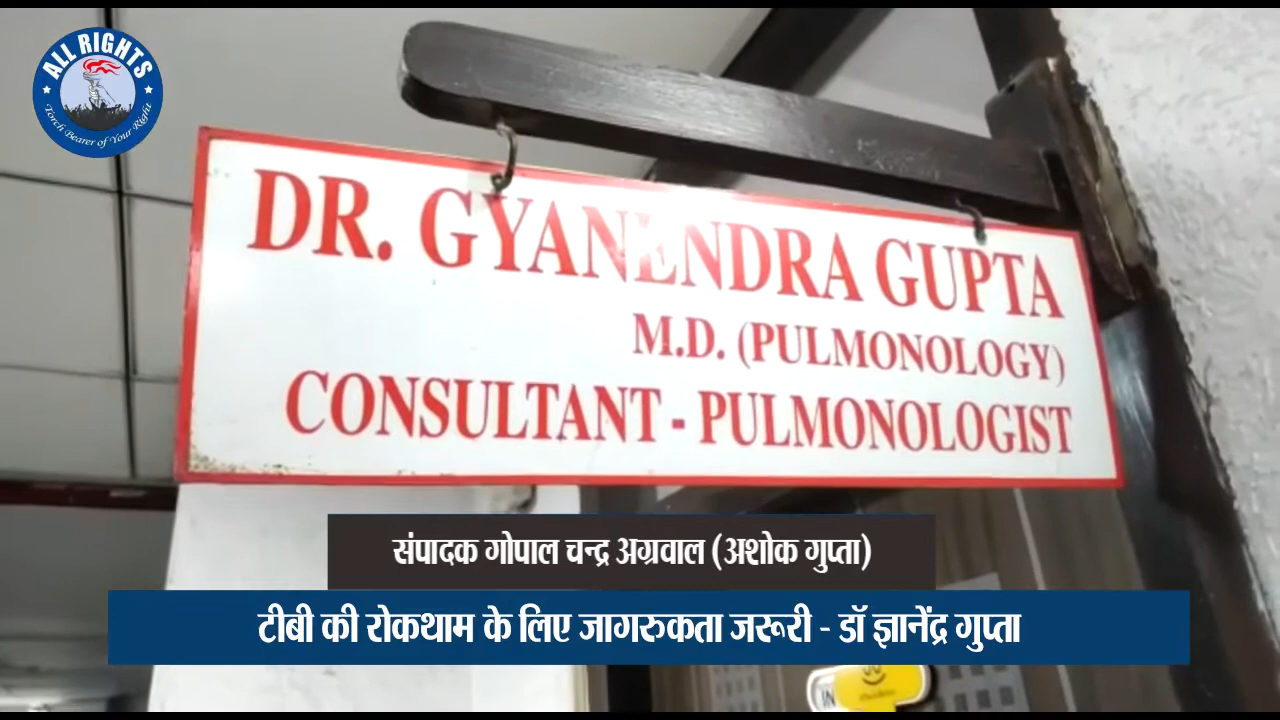 ALL RIGHTS
Torch Bearer of Your Right
DR. GYANENDRA GUPTA
M.D. (PULMONOLOGY)
CONSULTANT - PULMONOLOGIST
संपादक गोपाल चन्द्र अग्रवाल (अशोक गुप्ता)
टीबी की रोकथाम के लिए जागरुकता जरूरी - डॉ ज्ञानेंद्र गुप्ता
IN